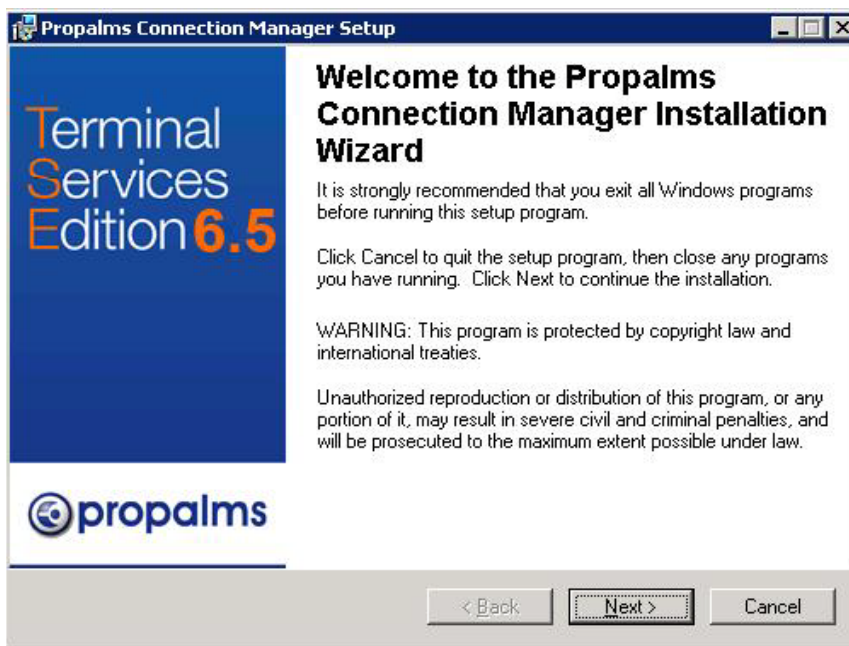 Propalms Connection Manager Setup
Terminal
Services
Edition 6.5
propalms
Welcome to the Propalms
Connection Manager Installation
Wizard
It is strongly recommended that you exit all Windows programs
before running this setup program.
Click Cancel to quit the setup program, then close any programs
you have running.  Click Next to continue the installation.
WARNING: This program is protected by copyright law and
international treaties.
Unauthorized reproduction or distribution of this program, or any
portion of it, may result in severe civil and criminal penalties, and
will be prosecuted to the maximum extent possible under law.
< Back
Next >
Cancel